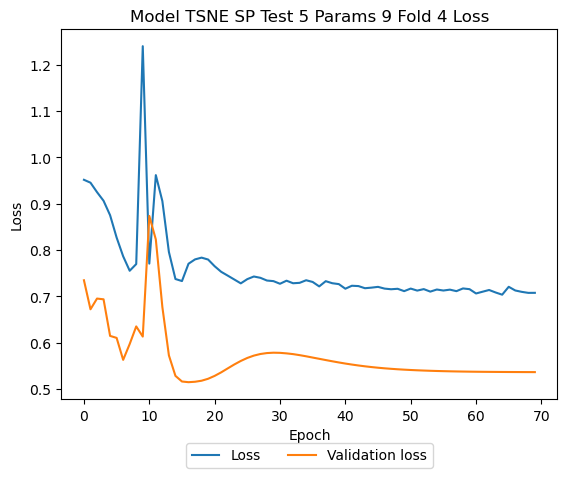 Model TSNE SP Test 5 Params 9 Fold 4 Loss
1.2
1.1
1.0
0.9
0.8
0.7
0.6
0.5
Loss
0 10 20 30 40 50 60 70
Epoch
Loss Validation loss